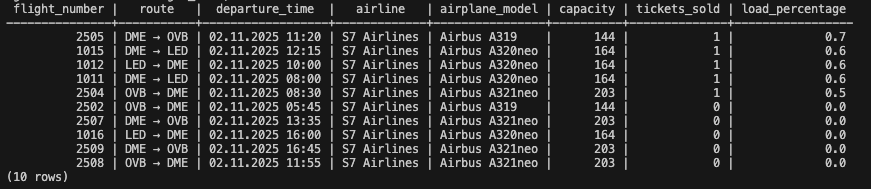 flight_number | route | departure_time | airline | airplane_model | capacity | tickets_sold | load_percentage
2505 | DME → OVB | 02.11.2025 11:20 | S7 Airlines | Airbus A319 | 144 | 1 | 0.7
1015 | DME → LED | 02.11.2025 12:15 | S7 Airlines | Airbus A320neo | 164 | 1 | 0.6
1012 | LED → DME | 02.11.2025 10:00 | S7 Airlines | Airbus A320neo | 164 | 1 | 0.6
1011 | DME → LED | 02.11.2025 08:00 | S7 Airlines | Airbus A320neo | 164 | 1 | 0.6
2504 | OVB → DME | 02.11.2025 08:30 | S7 Airlines | Airbus A321neo | 203 | 1 | 0.5
2502 | OVB → DME | 02.11.2025 05:45 | S7 Airlines | Airbus A319 | 144 | 0 | 0.0
2507 | DME → OVB | 02.11.2025 13:35 | S7 Airlines | Airbus A321neo | 203 | 0 | 0.0
1016 | LED → DME | 02.11.2025 16:00 | S7 Airlines | Airbus A320neo | 164 | 0 | 0.0
2509 | DME → OVB | 02.11.2025 16:45 | S7 Airlines | Airbus A321neo | 203 | 0 | 0.0
2508 | OVB → DME | 02.11.2025 11:55 | S7 Airlines | Airbus A321neo | 203 | 0 | 0.0
(10 rows)